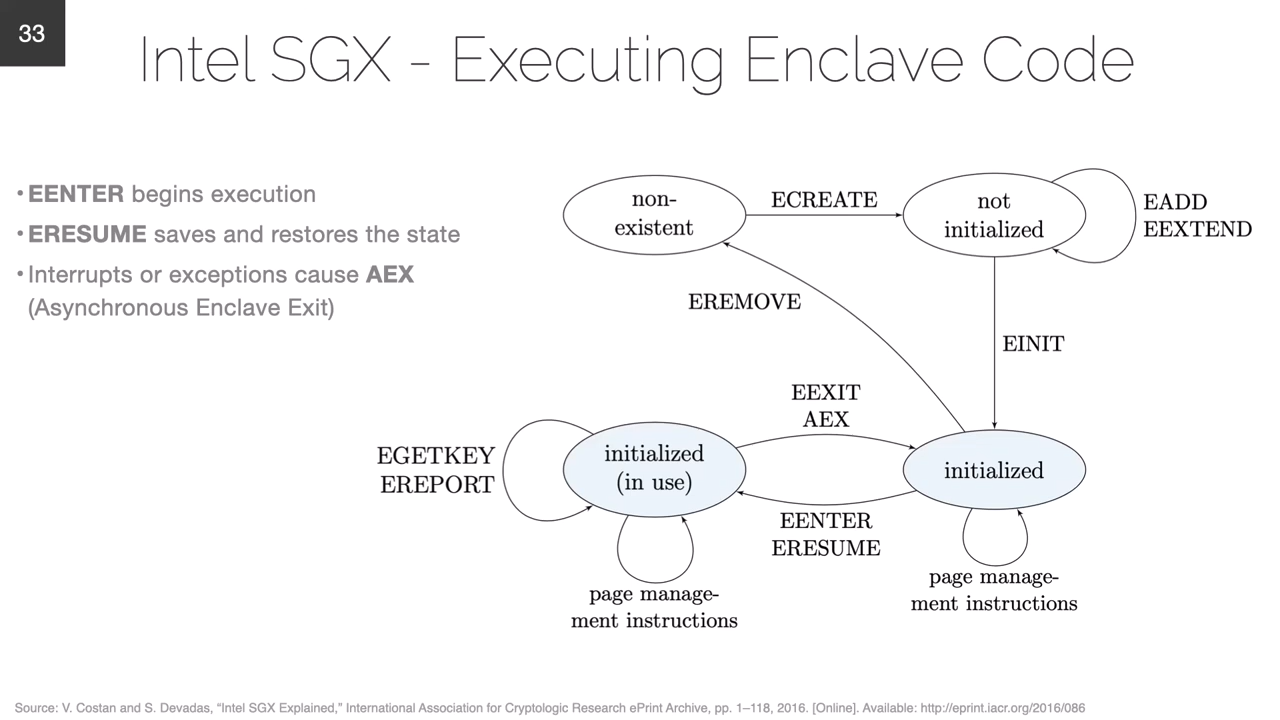 33
Intel SGX - Executing Enclave Code
• EENTER begins execution
• ERESUME saves and restores the state
• Interrupts or exceptions cause AEX
(Asynchronous Enclave Exit)
non-
existent
ECREATE
not
initialized
EADD
EEXTEND
EREMOVE
EINIT
EEXIT
AEX
EGETKEY
EREPORT
initialized
(in use)
initialized
EENTER
ERESUME
page manage-
ment instructions
page manage-
ment instructions
Source: V. Costan and S. Devadas, “Intel SGX Explained,” International Association for Cryptologic Research ePrint Archive, pp. 1–118, 2016. [Online]. Available: http://eprint.iacr.org/2016/086